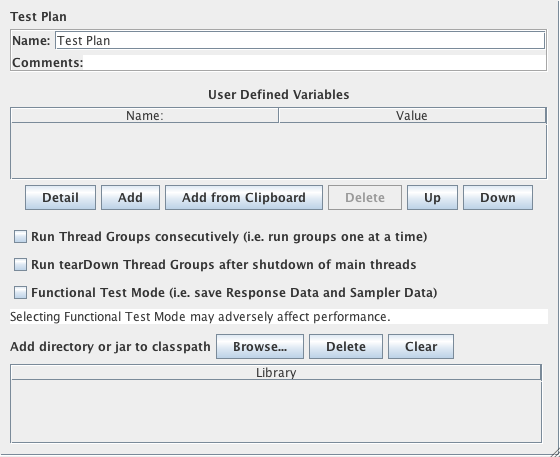 Test Plan
Name: Test Plan
Comments:
User Defined Variables
Name: Value
Detail Add Add from Clipboard Delete Up Down
Run Thread Groups consecutively (i.e. run groups one at a time)
Run tearDown Thread Groups after shutdown of main threads
Functional Test Mode (i.e. save Response Data and Sampler Data)
Selecting Functional Test Mode may adversely affect performance.
Add directory or jar to classpath Browse... Delete Clear
Library